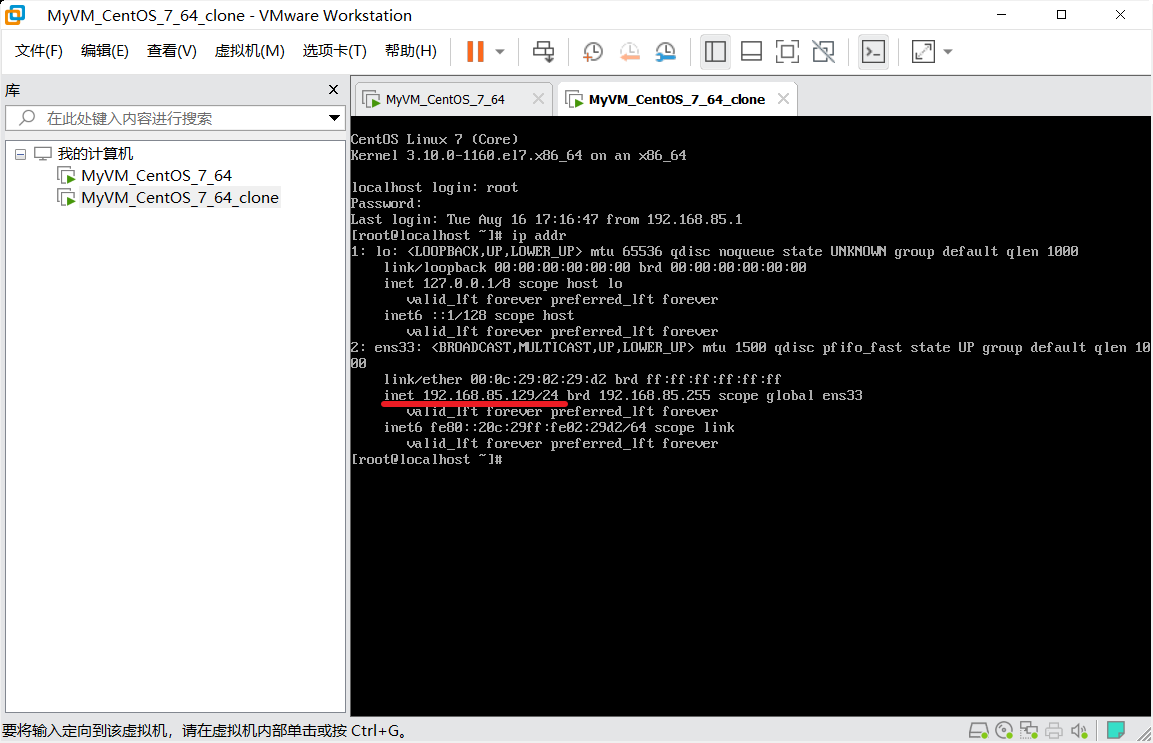 MyVM_CentOS_7_64_clone - VMware Workstation
文件(F) 编辑(E) 查看(V) 虚拟机(M) 选项卡(T) 帮助(H)
库
在此处键入内容进行搜索
我的计算机
MyVM_CentOS_7_64
MyVM_CentOS_7_64_clone
MyVM_CentOS_7_64 MyVM_CentOS_7_64_clone
CentOS Linux 7 (Core)
Kernel 3.10.0-1160.el7.x86_64 on an x86_64
localhost login: root
Password:
Last login: Tue Aug 16 17:16:47 from 192.168.85.1
[root@localhost ~]# ip addr
1: lo: <LOOPBACK,UP,LOWER_UP> mtu 65536 qdisc noqueue state UNKNOWN group default qlen 1000
link/loopback 00:00:00:00:00:00 brd 00:00:00:00:00:00
inet 127.0.0.1/8 scope host lo
valid_lft forever preferred_lft forever
inet6 ::1/128 scope host
valid_lft forever preferred_lft forever
2: ens33: <BROADCAST,MULTICAST,UP,LOWER_UP> mtu 1500 qdisc pfifo_fast state UP group default qlen 10
00
link/ether 00:0c:29:02:29:d2 brd ff:ff:ff:ff:ff:ff
inet 192.168.85.129/24 brd 192.168.85.255 scope global ens33
valid_lft forever preferred_lft forever
inet6 fe80::20c:29ff:fe02:29d2/64 scope link
valid_lft forever preferred_lft forever
[root@localhost ~]#
要将输入定向到该虚拟机，请在虚拟机内部单击或按 Ctrl+G。